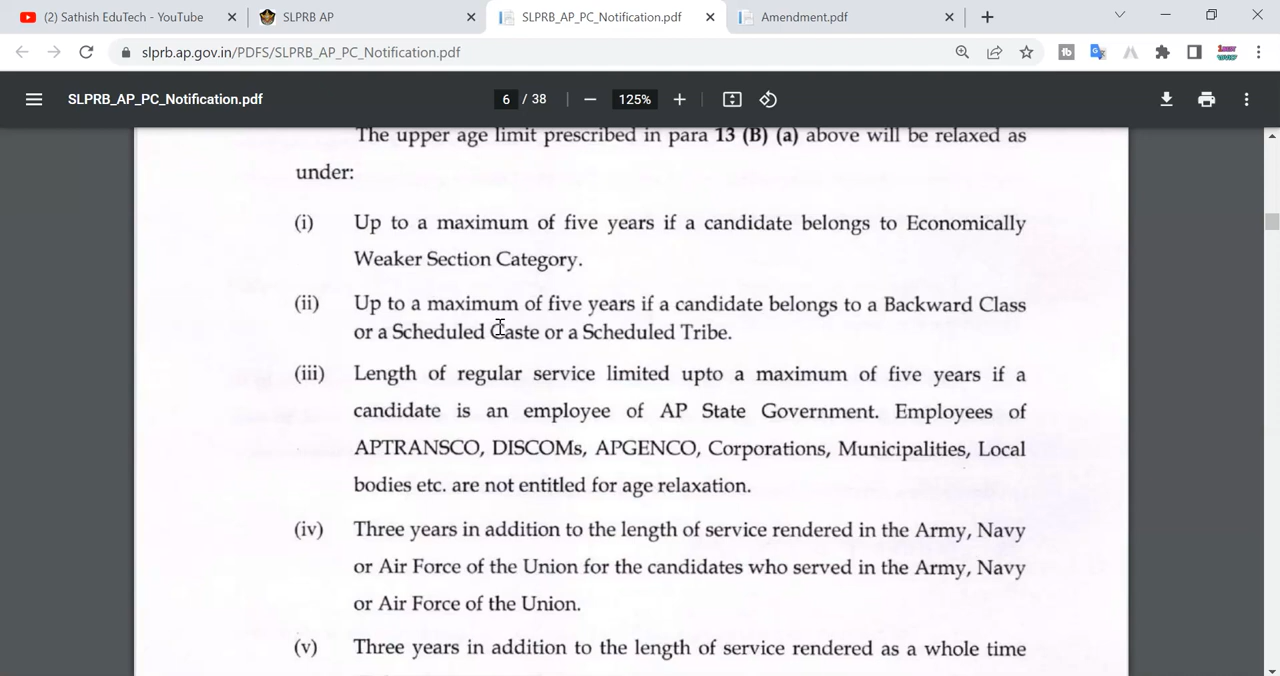 (2) Sathish EduTech - YouTube
SLPRB AP
SLPRB_AP_PC_Notification.pdf
Amendment.pdf
slprb.ap.gov.in/PDFS/SLPRB_AP_PC_Notification.pdf
SLPRB_AP_PC_Notification.pdf
6 / 38
125%
The upper age limit prescribed in para 13 (B) (a) above will be relaxed as
under:
(i) Up to a maximum of five years if a candidate belongs to Economically
Weaker Section Category.
(ii) Up to a maximum of five years if a candidate belongs to a Backward Class
or a Scheduled Caste or a Scheduled Tribe.
(iii) Length of regular service limited upto a maximum of five years if a
candidate is an employee of AP State Government. Employees of
APTRANSCO, DISCOMs, APGENCO, Corporations, Municipalities, Local
bodies etc. are not entitled for age relaxation.
(iv) Three years in addition to the length of service rendered in the Army, Navy
or Air Force of the Union for the candidates who served in the Army, Navy
or Air Force of the Union.
(v) Three years in addition to the length of service rendered as a whole time